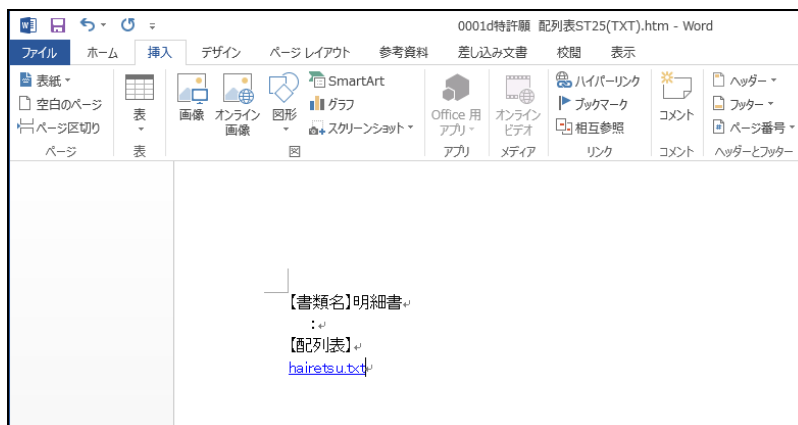 0001d特許願 配列表ST25(TXT).htm - Word
ファイル ホーム 挿入 デザイン ページ レイアウト 参考資料 差し込み文書 校閲 表示
表紙
空白のページ
ページ区切り
ページ
表
表
画像
オンライン
画像
図形
SmartArt
グラフ
スクリーンショット
図
Office 用
アプリ
アプリ
オンライン
ビデオ
メディア
ハイパーリンク
ブックマーク
相互参照
リンク
コメント
コメント
ヘッダー
フッター
ページ番号
ヘッダーとフッター
【書類名】明細書
:
【配列表】
hairetsu.txt